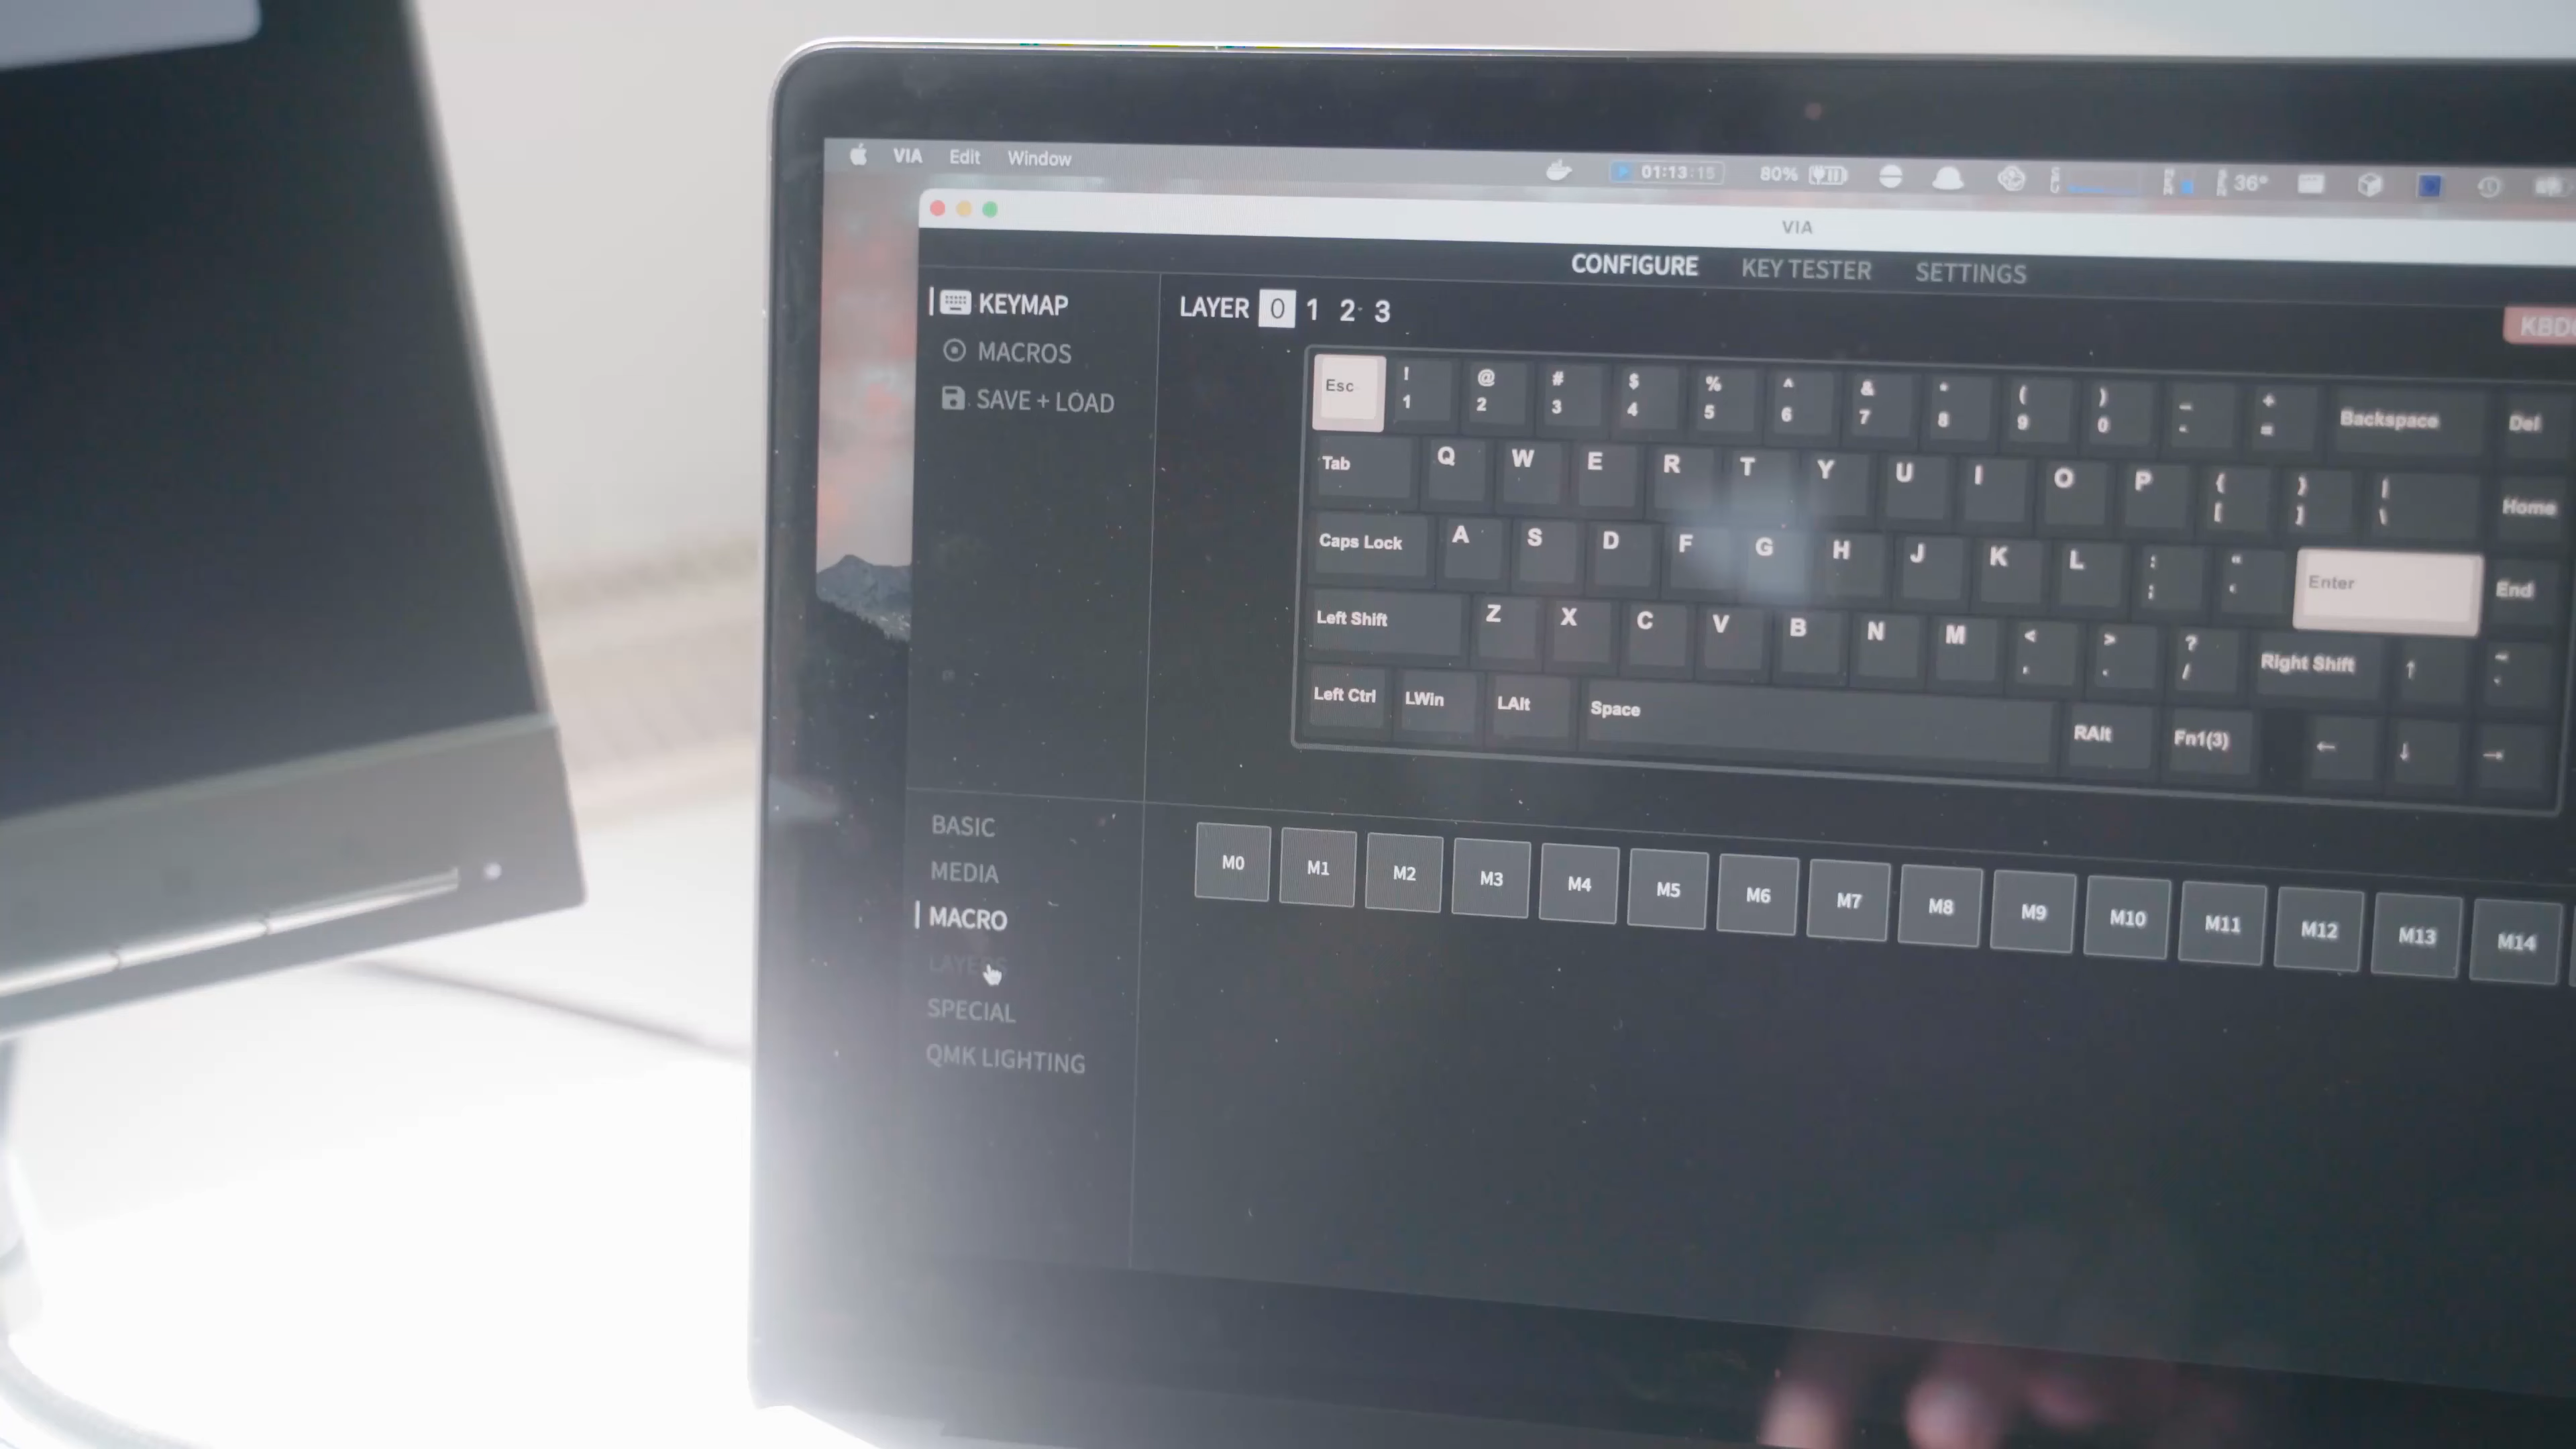 VIA Edit Window 01:13:15 80% 36°
VIA
CONFIGURE KEY TESTER SETTINGS
KEYMAP
MACROS
SAVE + LOAD
LAYER 0 1 2 3
Esc ! 1 @ 2 # 3 $ 4 % 5 ^ 6 & 7 * 8 ( 9 ) 0 _ - + = Backspace Del
Tab Q W E R T Y U I O P { [ } ] | \ Home
Caps Lock A S D F G H J K L : ; “ ‘ Enter End
Left Shift Z X C V B N M < , > . ? / Right Shift ↑ ~ `
Left Ctrl LWin LAlt Space RAlt Fn1(3) ← ↓ →
BASIC
MEDIA
MACRO
LAYERS
SPECIAL
QMK LIGHTING
M0 M1 M2 M3 M4 M5 M6 M7 M8 M9 M10 M11 M12 M13 M14